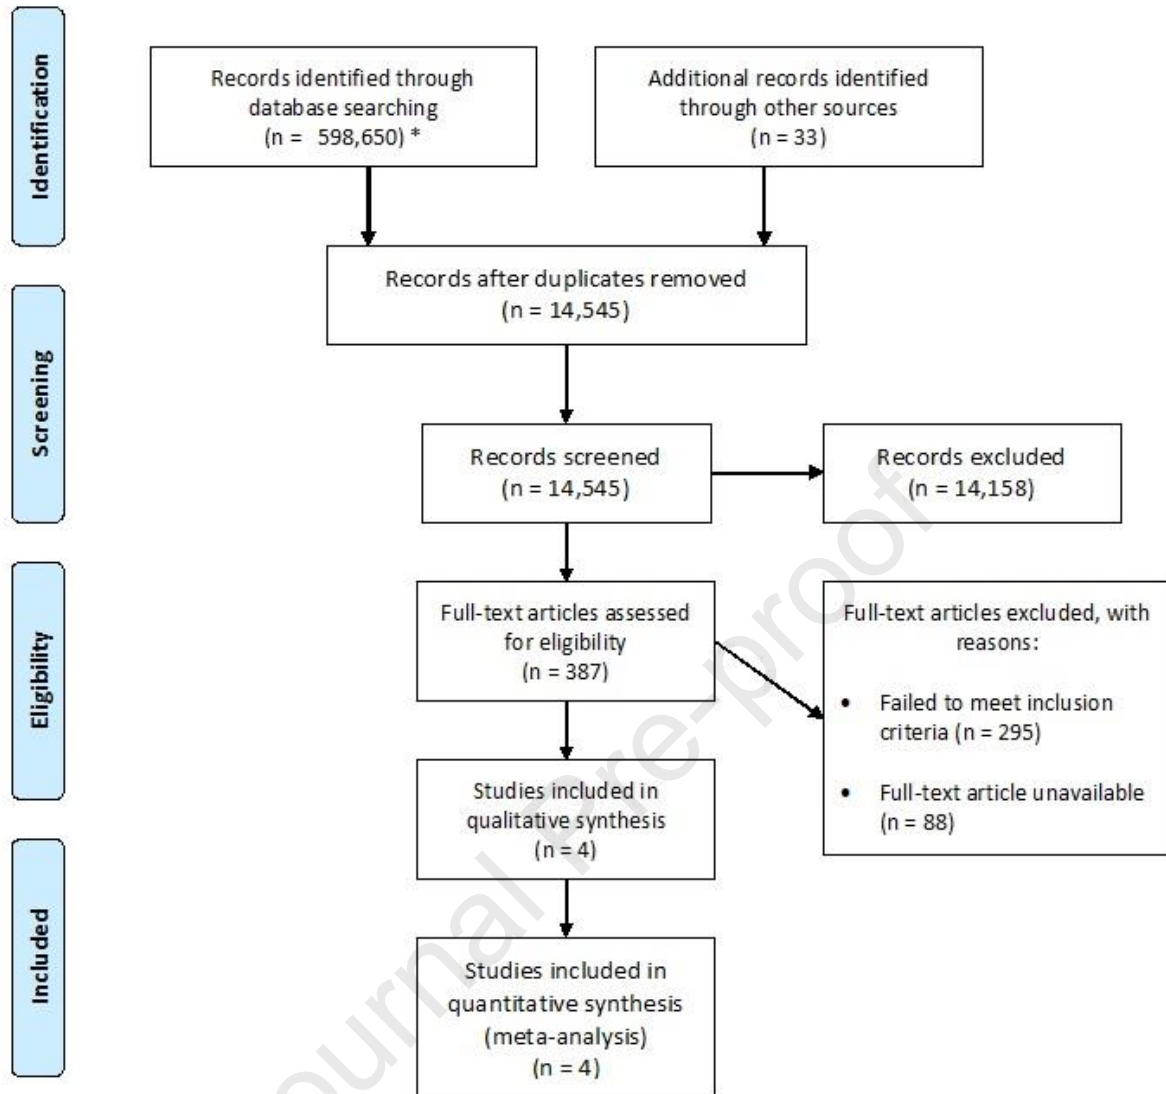 Identification
Records identified through
database searching
(n = 598,650) *
Additional records identified
through other sources
(n = 33)
Records after duplicates removed
(n = 14,545)
Screening
Records screened
(n = 14,545)
Records excluded
(n = 14,158)
Eligibility
Full-text articles assessed
for eligibility
(n = 387)
Full-text articles excluded, with
reasons:
• Failed to meet inclusion
criteria (n = 295)
• Full-text article unavailable
(n = 88)
Studies included in
qualitative synthesis
(n = 4)
Included
Studies included in
quantitative synthesis
(meta-analysis)
(n = 4)
ournal Pre-proof